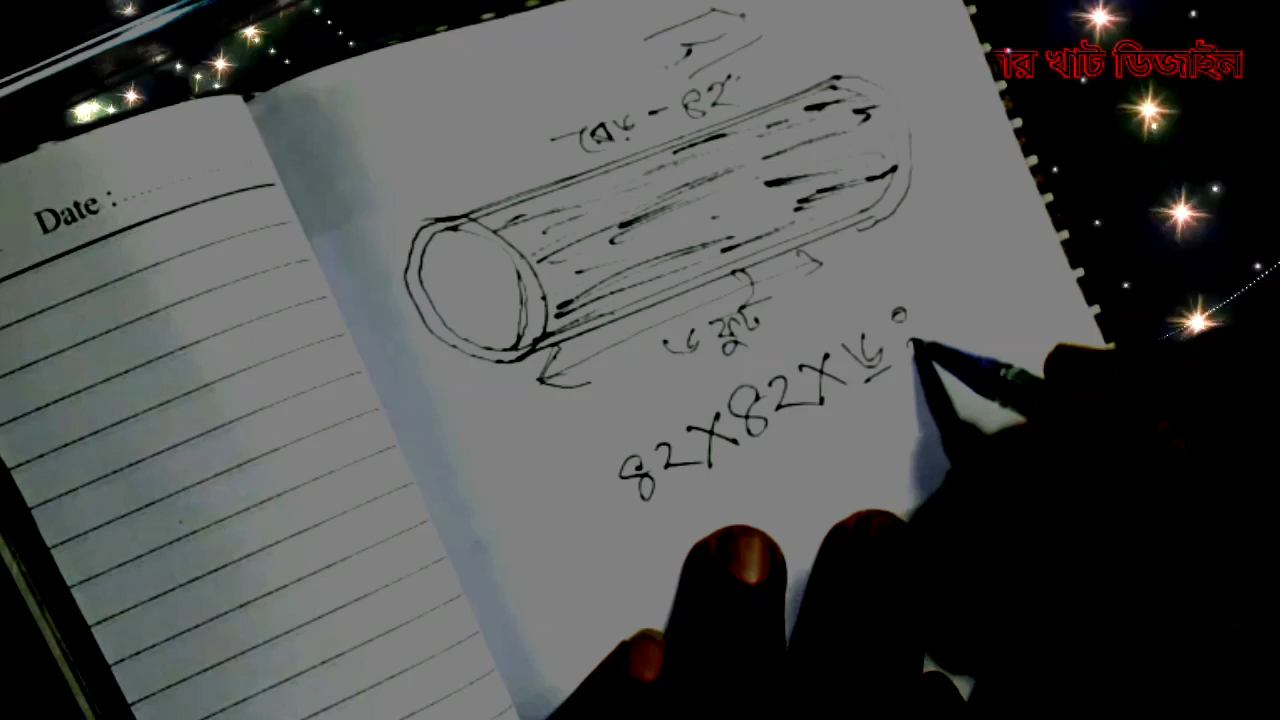 ার খাট ডিজাইন
Date :
বেড় - ৪২
৬ ফুট
৪২X৪২X৬ ÷